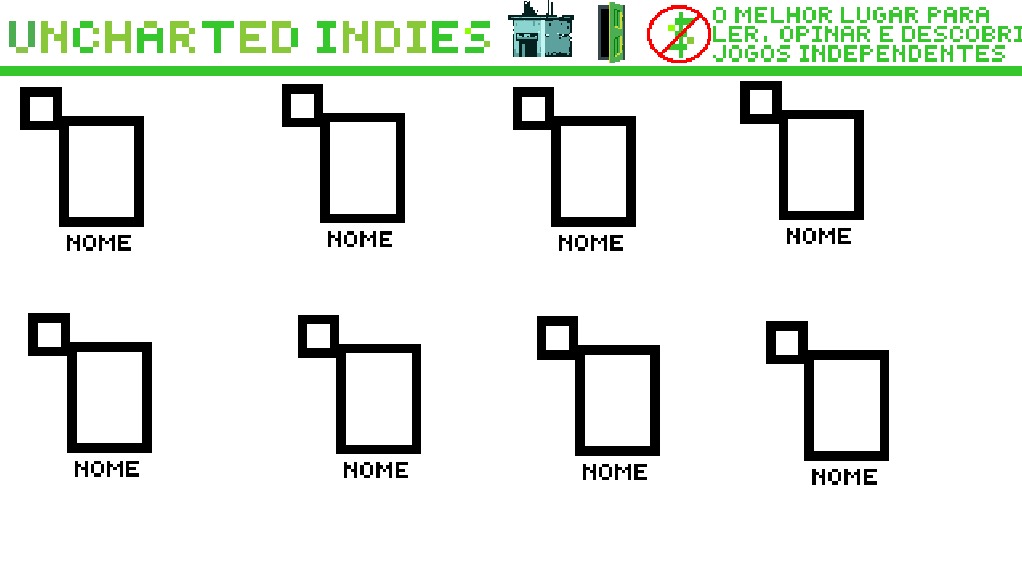 UNCHARTED INDIES
O MELHOR LUGAR PARA
LER, OPINAR E DESCOBRI
JOGOS INDEPENDENTES
NOME
NOME
NOME
NOME
NOME
NOME
NOME
NOME